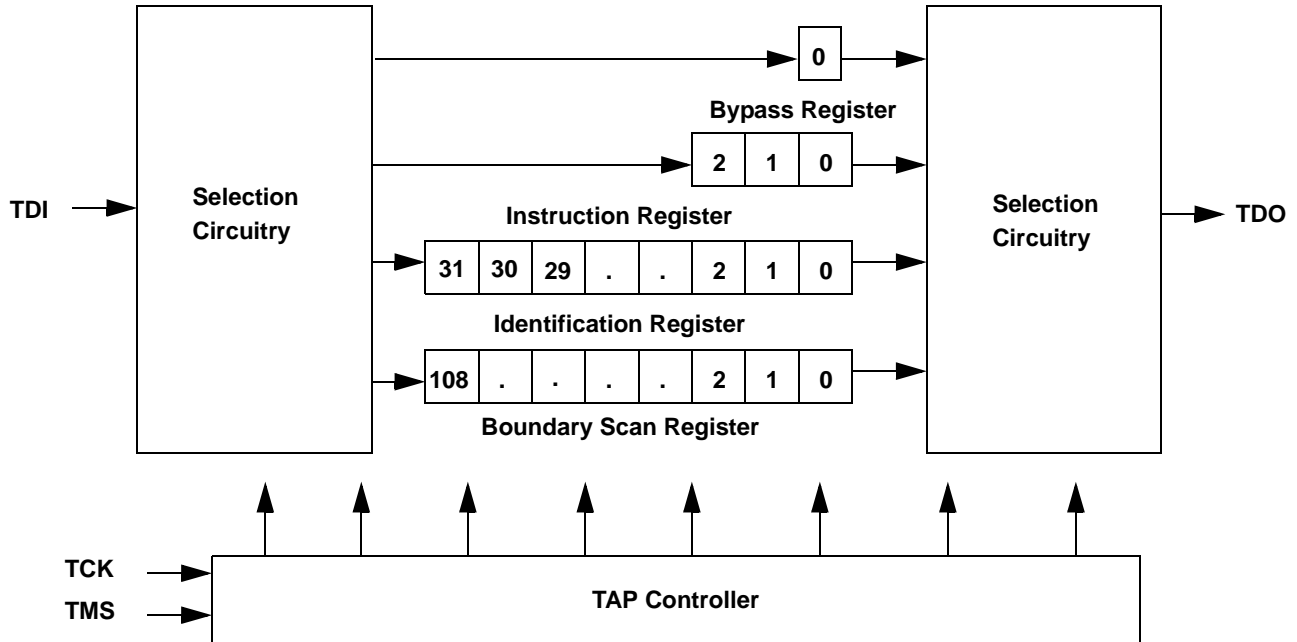 0
Bypass Register
2 1 0
TDI
Selection
Circuitry
Instruction Register
31 30 29 . . 2 1 0
Identification Register
108 . . . . 2 1 0
Boundary Scan Register
Selection
Circuitry
TDO
TCK
TMS
TAP Controller